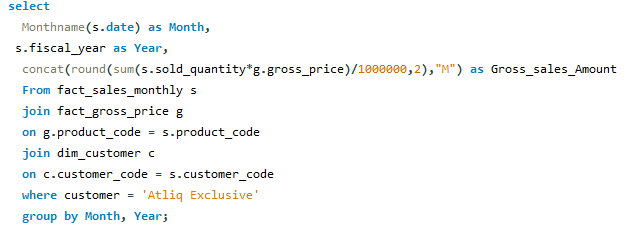 select
Monthname(s.date) as Month,
s.fiscal_year as Year,
concat(round(sum(s.sold_quantity*g.gross_price)/1000000,2),"M") as Gross_sales_Amount
From fact_sales_monthly s
join fact_gross_price g
on g.product_code = s.product_code
join dim_customer c
on c.customer_code = s.customer_code
where customer = 'Atliq Exclusive'
group by Month, Year;